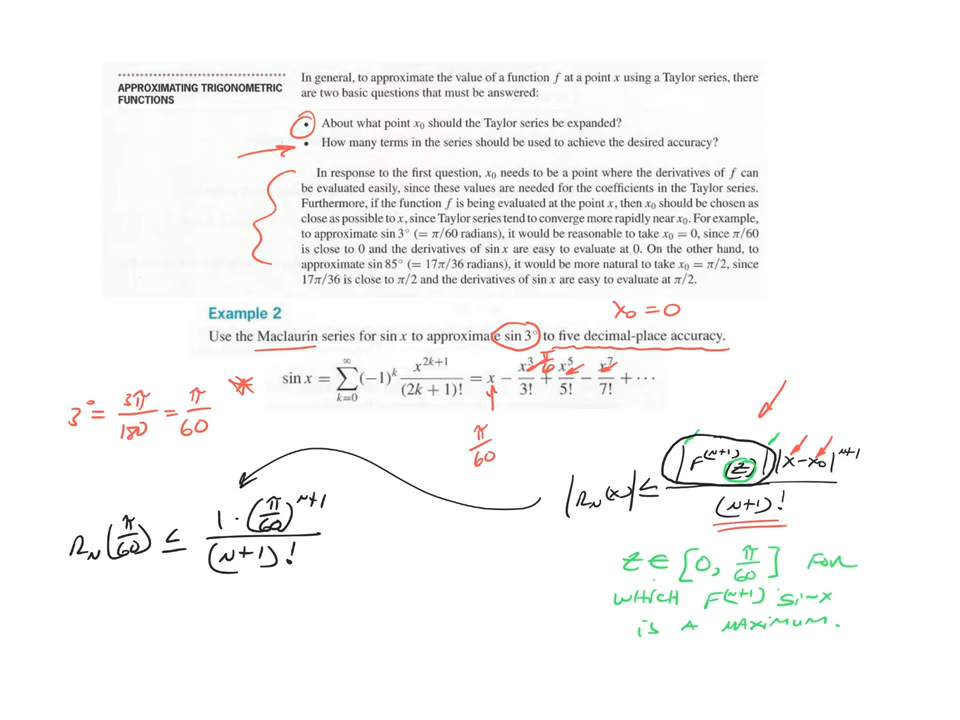 APPROXIMATING TRIGONOMETRIC
FUNCTIONS
In general, to approximate the value of a function f at a point x using a Taylor series, there
are two basic questions that must be answered:
• About what point x₀ should the Taylor series be expanded?
• How many terms in the series should be used to achieve the desired accuracy?
In response to the first question, x₀ needs to be a point where the derivatives of f can
be evaluated easily, since these values are needed for the coefficients in the Taylor series.
Furthermore, if the function f is being evaluated at the point x, then x₀ should be chosen as
close as possible to x, since Taylor series tend to converge more rapidly near x₀. For example,
to approximate sin 3° (= π/60 radians), it would be reasonable to take x₀ = 0, since π/60
is close to 0 and the derivatives of sin x are easy to evaluate at 0. On the other hand, to
approximate sin 85° (= 17π/36 radians), it would be more natural to take x₀ = π/2, since
17π/36 is close to π/2 and the derivatives of sin x are easy to evaluate at π/2.
Example 2
x₀ = 0
Use the Maclaurin series for sin x to approximate sin 3° to five decimal-place accuracy.
sin x = ∑_{k=0}^{∞} (−1)^k x^{2k+1}/(2k + 1)! = x − x³/3! + x⁵/5! − x⁷/7! + ···
3° = 3π/180 = π/60
π/60
|R_N(x)| ≤ |F^{(N+1)}(z)| |x − x₀|^{N+1}/(N+1)!
R_N(π/60) ≤ 1 · (π/60)^{N+1}/(N+1)!
z ∈ [0, π/60] FOR
WHICH F^{(N+1)} sin x
is A MAXIMUM.